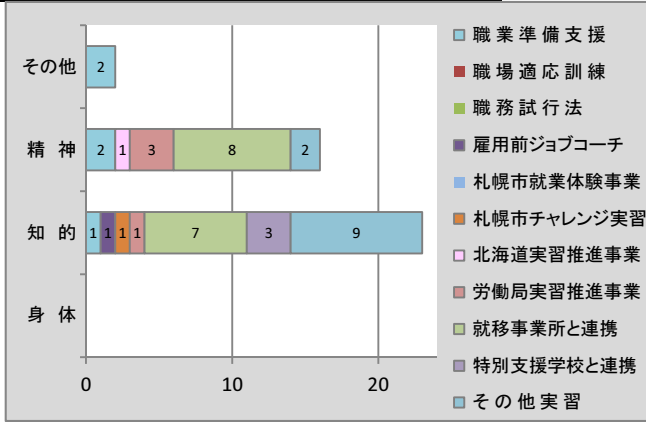 その他
2
精 神
2 1 3 8 2
知 的
1 1 1 1 7 3 9
身 体
0 10 20
職 業 準 備 支 援
職 場 適 応 訓 練
職 務 試 行 法
雇用前ジョブコーチ
札幌市就業体験事業
札幌市チャレンジ実習
北海道実習推進事業
労働局実習推進事業
就移事業所と連携
特別支援学校と連携
そ の 他 実 習